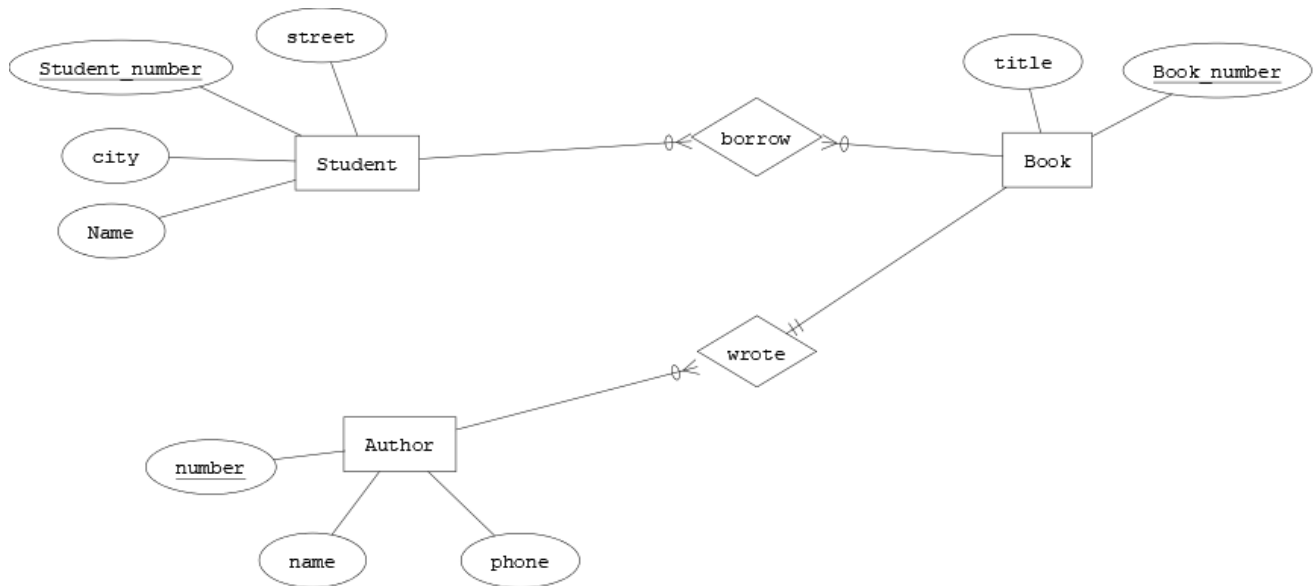 street
Student_number
title
Book_number
city
Student
borrow
Book
Name
wrote
Author
number
name
phone